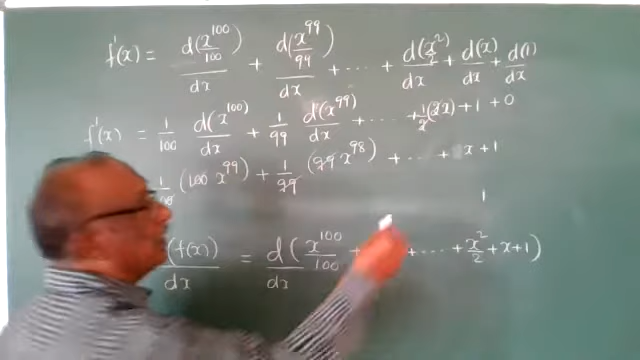 f'(x) = d(x^100/100)/dx + d(x^99/99)/dx + ... + d(x^2/2)/dx + d(x)/dx + d(1)/dx
f'(x) = 1/100 d(x^100)/dx + 1/99 d(x^99)/dx + ... + 1/2(2x) + 1 + 0
(100 x^99) + 1/99 (99 x^98) + ... + x + 1
1
(f(x))/dx = d/dx (x^100/100 + + ... + x^2/2 + x + 1)